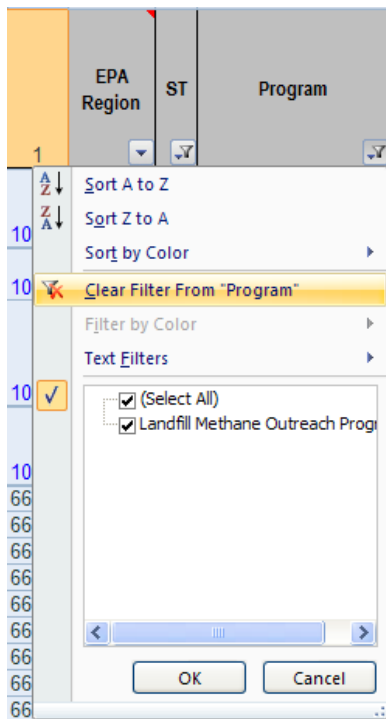 EPA
Region
ST
Program
1
Sort A to Z
Sort Z to A
10
Sort by Color
10
Clear Filter From "Program"
Filter by Color
Text Filters
10
(Select All)
Landfill Methane Outreach Progr
10
66
66
66
66
66
66
66
66
66
OK
Cancel